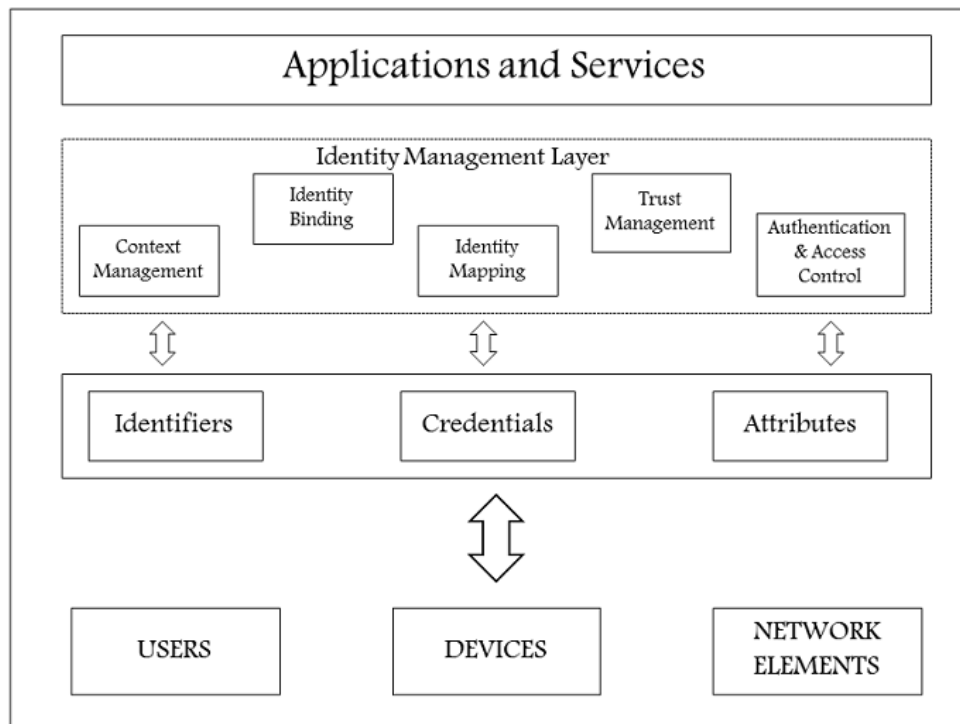 Applications and Services
Identity Management Layer
Identity
Binding
Trust
Management
Context
Management
Identity
Mapping
Authentication
& Access
Control
Identifiers
Credentials
Attributes
USERS
DEVICES
NETWORK
ELEMENTS